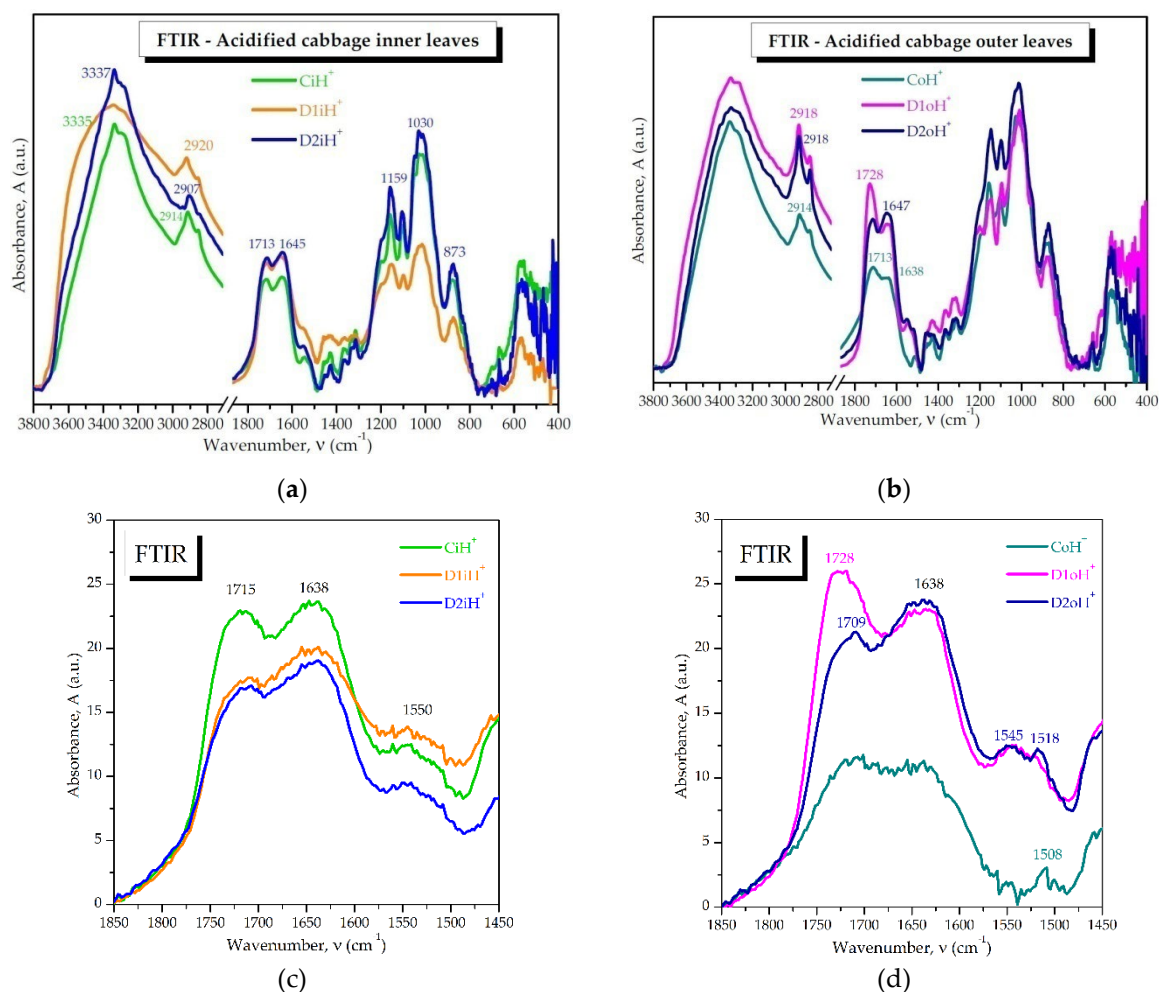 FTIR - Acidified cabbage inner leaves
CiH⁺
D1iH⁺
D2iH⁺
3337
3335
2920
2907
2914
1713 1645
1159
1030
873
Absorbance, A (a.u.)
3800 3400 3000 2800 1800 1600 1400 1200 1000 800 600 400
Wavenumber, ν (cm⁻¹)
(a)
FTIR - Acidified cabbage outer leaves
CoH⁺
D1oH⁺
D2oH⁺
2918
2918
2914
1728
1647
1713
1638
Absorbance, A (a.u.)
3800 3400 3000 2800 1800 1600 1400 1200 1000 800 600 400
Wavenumber, ν (cm⁻¹)
(b)
FTIR
CiH⁺
D1iH⁺
D2iH⁺
1715 1638
1550
Absorbance, A (a.u.)
30
25
20
15
10
5
0
1850 1800 1750 1700 1650 1600 1550 1500 1450
Wavenumber, ν (cm⁻¹)
(c)
FTIR
CoH⁺
D1oH⁺
D2oH⁺
1728
1709
1638
1545 1518
1508
Absorbance, A (a.u.)
30
25
20
15
10
5
0
1850 1800 1750 1700 1650 1600 1550 1500 1450
Wavenumber, ν (cm⁻¹)
(d)